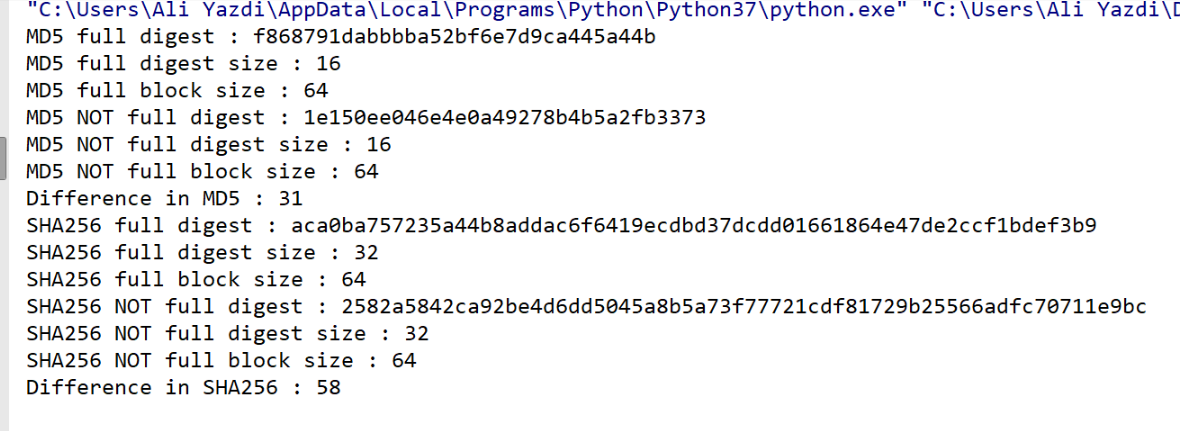 "C:\Users\Ali Yazdi\AppData\Local\Programs\Python\Python37\python.exe" "C:\Users\Ali Yazdi\D
MD5 full digest : f868791dabbbba52bf6e7d9ca445a44b
MD5 full digest size : 16
MD5 full block size : 64
MD5 NOT full digest : 1e150ee046e4e0a49278b4b5a2fb3373
MD5 NOT full digest size : 16
MD5 NOT full block size : 64
Difference in MD5 : 31
SHA256 full digest : aca0ba757235a44b8addac6f6419ecdbd37dcdd01661864e47de2ccf1bdef3b9
SHA256 full digest size : 32
SHA256 full block size : 64
SHA256 NOT full digest : 2582a5842ca92be4d6dd5045a8b5a73f77721cdf81729b25566adfc70711e9bc
SHA256 NOT full digest size : 32
SHA256 NOT full block size : 64
Difference in SHA256 : 58